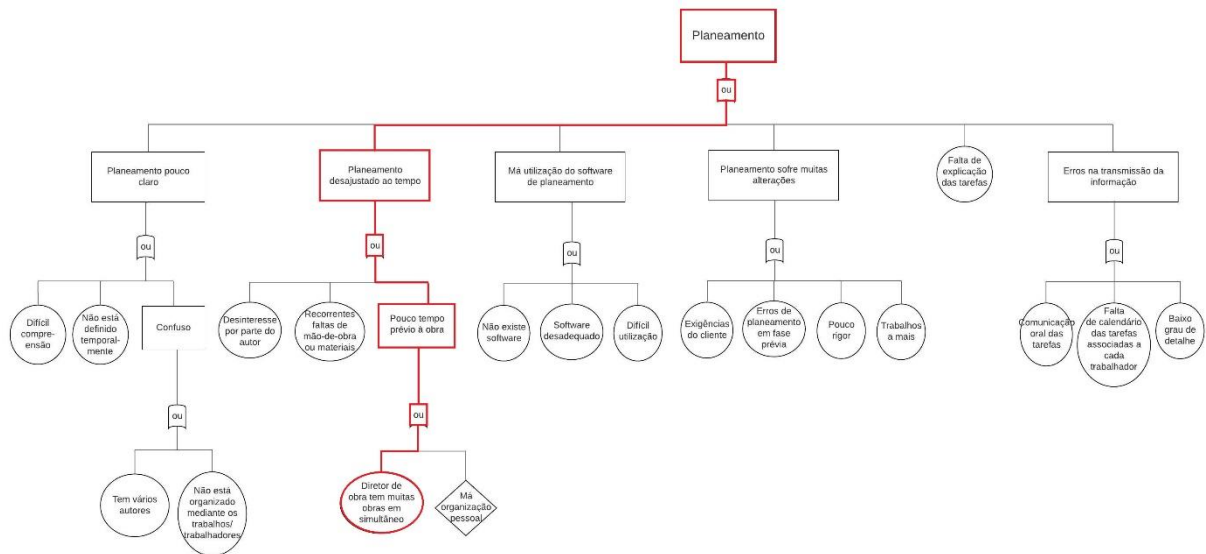 Planeamento
ou
Planeamento pouco
claro
Planeamento
desajustado ao tempo
Má utilização do software
de planeamento
Planeamento sofre muitas
alterações
Falta de
explicação
das tarefas
Erros na transmissão da
informação
ou
ou
ou
ou
ou
Difícil
compre-
ensão
Não está
definido
temporal-
mente
Confuso
Desinteresse
por parte do
autor
Recorrentes
faltas de
mão-de-obra
ou materiais
Pouco tempo
prévio à obra
Não existe
software
Software
desadequado
Difícil
utilização
Exigências
do cliente
Erros de
planeamento
em fase
prévia
Pouco
rigor
Trabalhos
a mais
Comunicação
oral das
tarefas
Falta
de calendário
das tarefas
associadas a
cada
trabalhador
Baixo
grau de
detalhe
ou
ou
Tem vários
autores
Não está
organizado
mediante os
trabalhos/
trabalhadores
Diretor de
obra tem muitas
obras em
simultâneo
Má
organização
pessoal